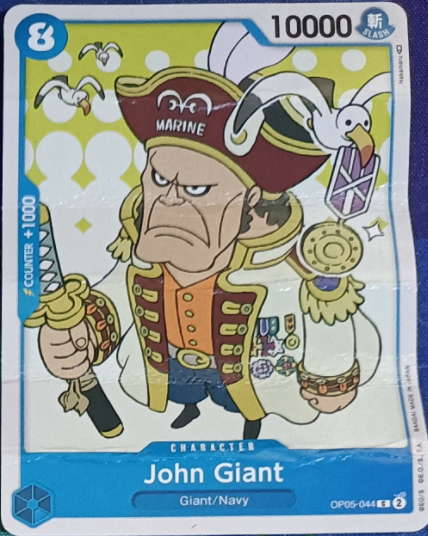 8
10000
斬
SLASH
MARINE
COUNTER +1000
CHARACTER
John Giant
Giant/Navy
OP05-044 C 2
BANDAI MADE IN JAPAN